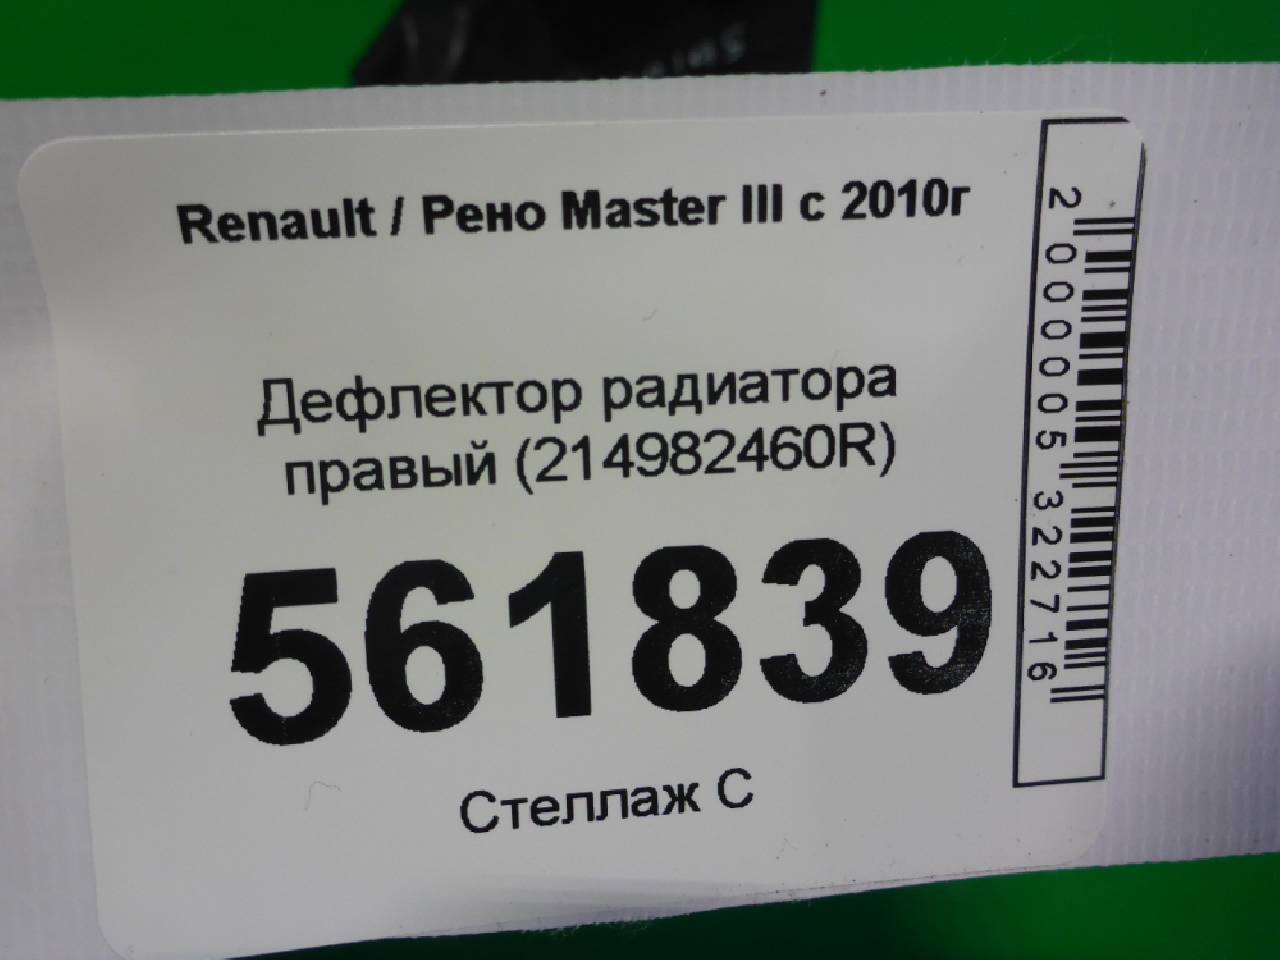 Renault / Рено Master III с 2010г
Дефлектор радиатора
правый (214982460R)
561839
Стеллаж С
2000005322716